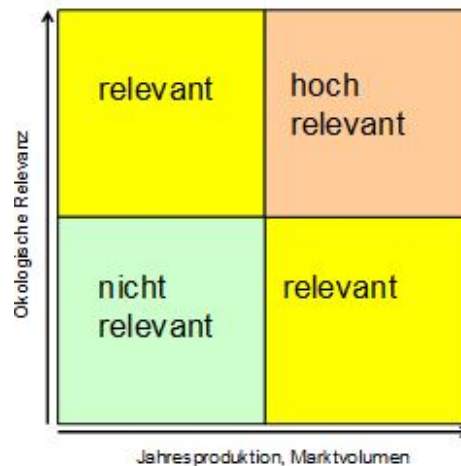 Ökologische Relevanz
relevant
hoch
relevant
nicht
relevant
relevant
Jahresproduktion, Marktvolumen